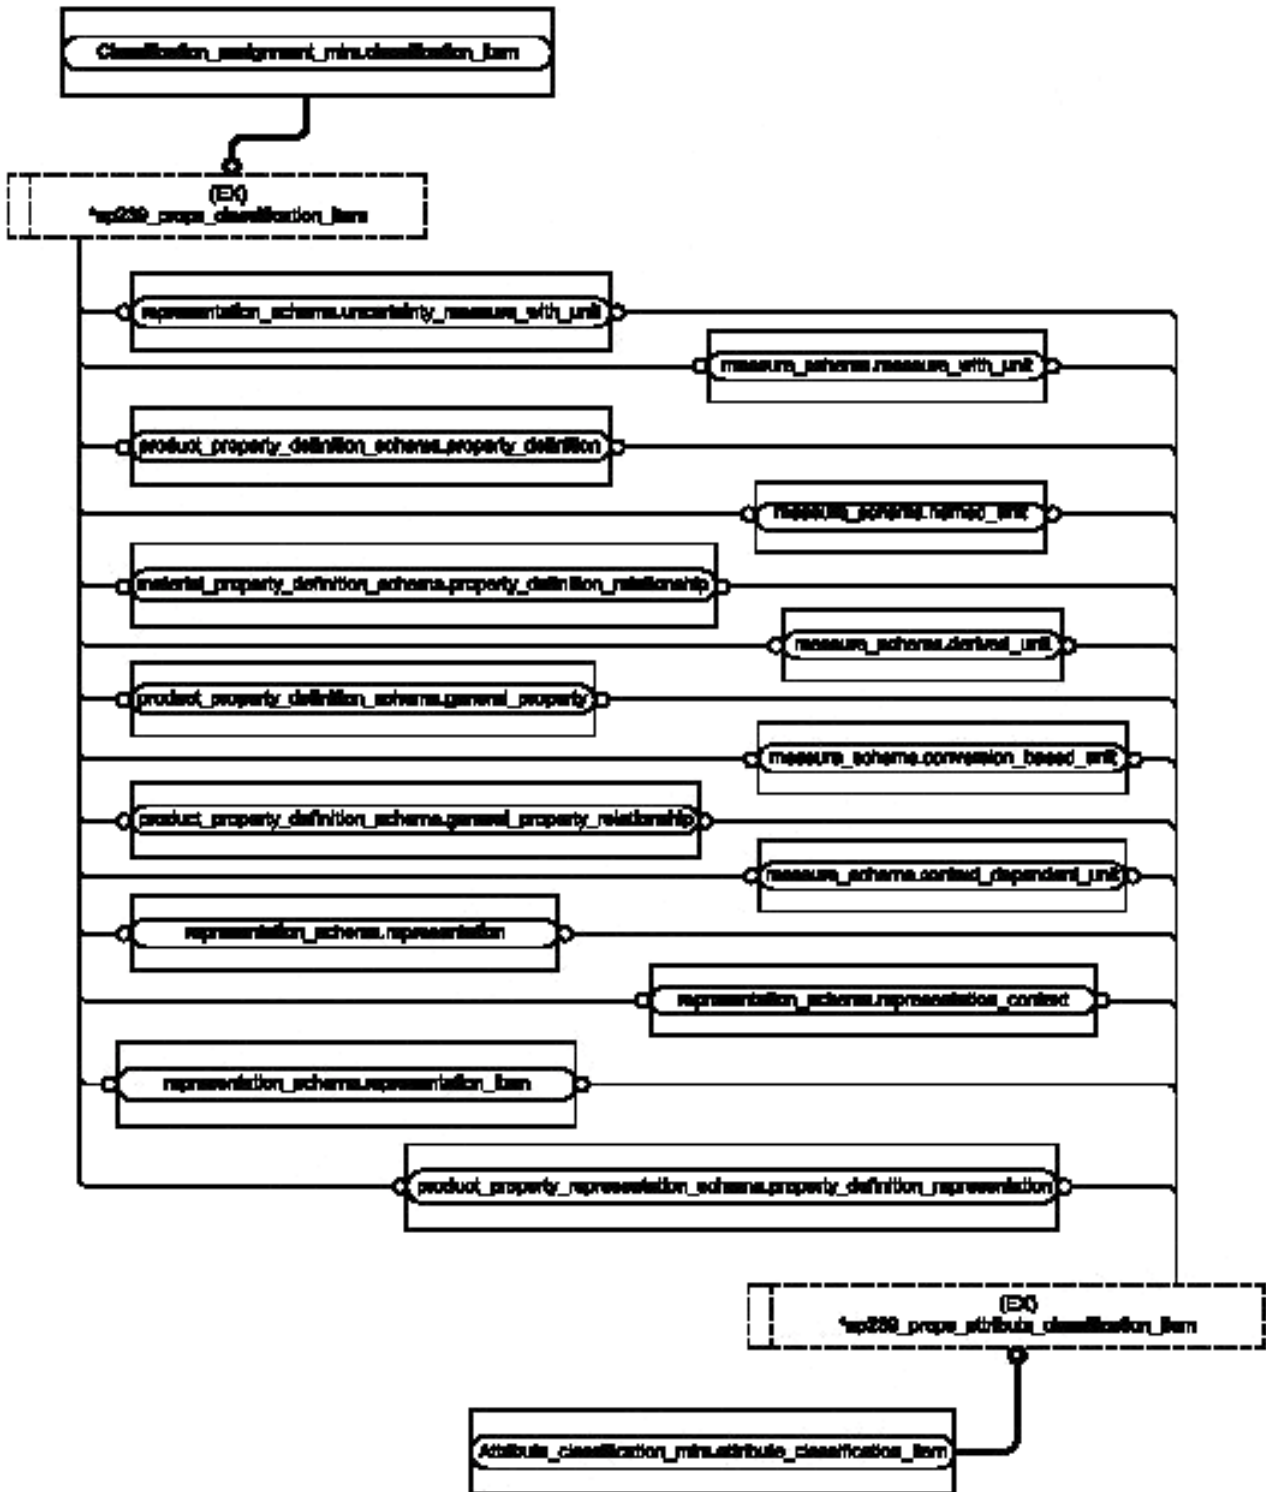 Classification_assignment_mim.classification_item
(EX)
*ap239_props_classification_item
representation_schema.uncertainty_measure_with_unit
measure_schema.measure_with_unit
product_property_definition_schema.property_definition
measure_schema.named_unit
material_property_definition_schema.property_definition_relationship
measure_schema.derived_unit
product_property_definition_schema.general_property
measure_schema.conversion_based_unit
product_property_definition_schema.general_property_relationship
measure_schema.context_dependent_unit
representation_schema.representation
representation_schema.representation_context
representation_schema.representation_item
product_property_representation_schema.property_definition_representation
(EX)
*ap239_props_attribute_classification_item
Attribute_classification_mim.attribute_classification_item